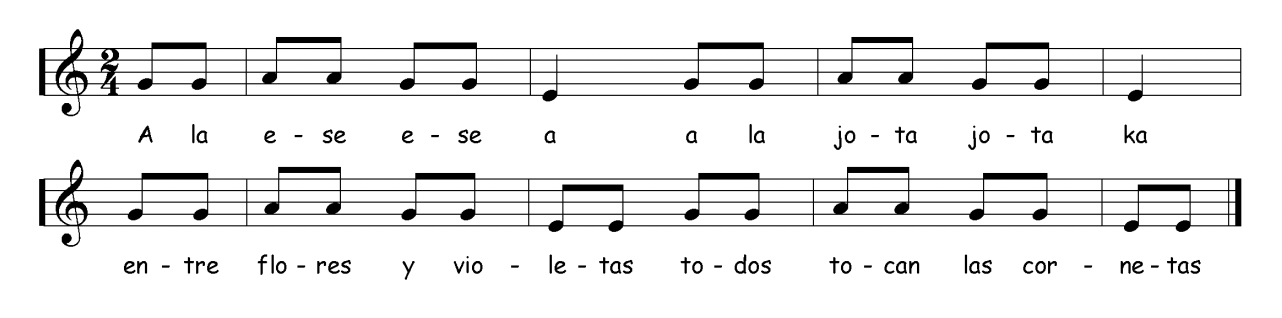 2 4
A la e - se e - se a a la jo - ta jo - ta ka
en - tre flo - res y vio - le - tas to - dos to - can las cor - ne - tas